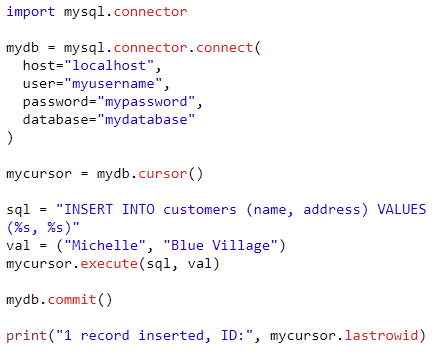 import mysql.connector
mydb = mysql.connector.connect(
  host="localhost",
  user="myusername",
  password="mypassword",
  database="mydatabase"
)
mycursor = mydb.cursor()
sql = "INSERT INTO customers (name, address) VALUES
(%s, %s)"
val = ("Michelle", "Blue Village")
mycursor.execute(sql, val)
mydb.commit()
print("1 record inserted, ID:", mycursor.lastrowid)